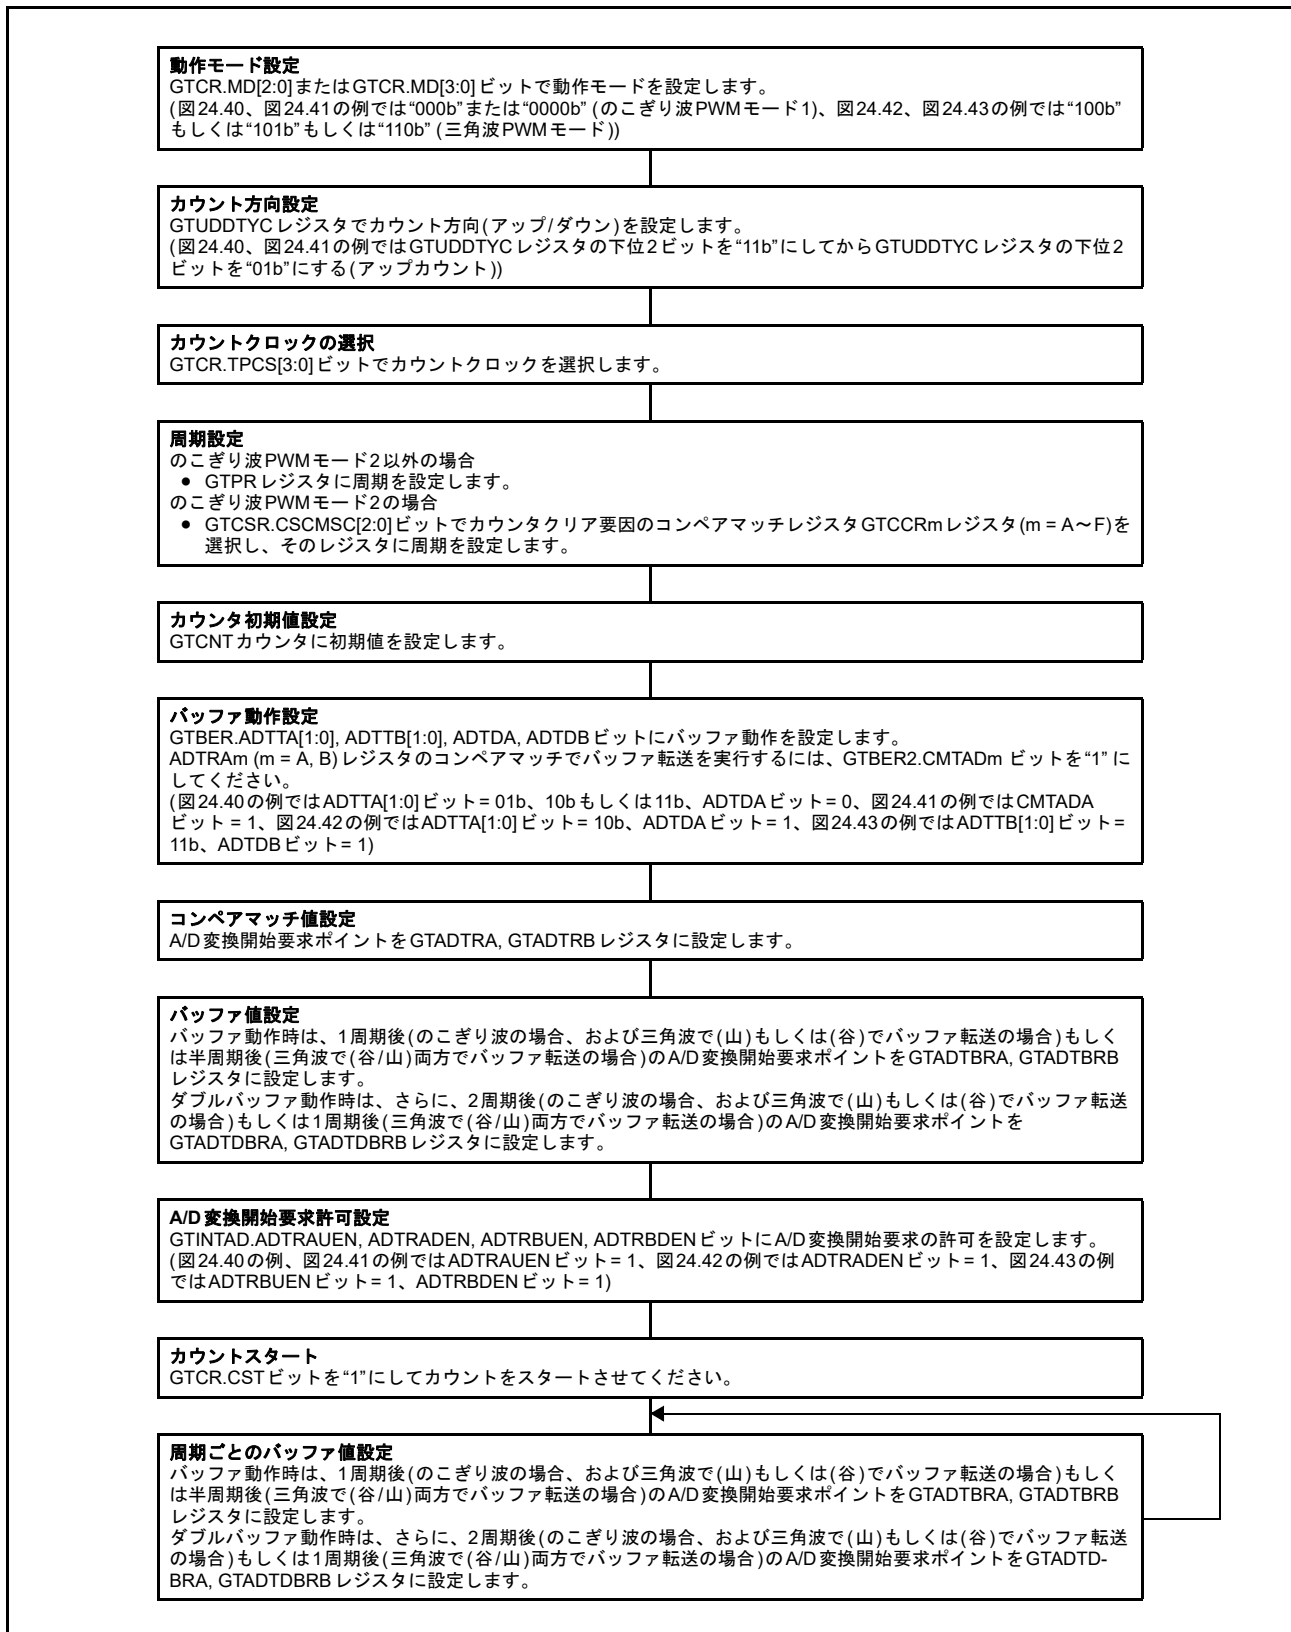 動作モード設定
GTCR.MD[2:0]またはGTCR.MD[3:0]ビットで動作モードを設定します。
(図24.40、図24.41の例では“000b”または“0000b” (のこぎり波PWMモード1)、図24.42、図24.43の例では“100b”
もしくは“101b”もしくは“110b” (三角波PWMモード))
カウント方向設定
GTUDDTYCレジスタでカウント方向(アップ/ダウン)を設定します。
(図24.40、図24.41の例ではGTUDDTYCレジスタの下位2ビットを“11b”にしてからGTUDDTYCレジスタの下位2
ビットを“01b”にする(アップカウント))
カウントクロックの選択
GTCR.TPCS[3:0]ビットでカウントクロックを選択します。
周期設定
のこぎり波PWMモード2以外の場合
● GTPRレジスタに周期を設定します。
のこぎり波PWMモード2の場合
● GTCSR.CSCMSC[2:0]ビットでカウンタクリア要因のコンペアマッチレジスタGTCCRmレジスタ(m = A～F)を
選択し、そのレジスタに周期を設定します。
カウンタ初期値設定
GTCNTカウンタに初期値を設定します。
バッファ動作設定
GTBER.ADTTA[1:0], ADTTB[1:0], ADTDA, ADTDBビットにバッファ動作を設定します。
ADTRAm (m = A, B)レジスタのコンペアマッチでバッファ転送を実行するには、GTBER2.CMTADm ビットを“1” に
してください。
(図24.40の例ではADTTA[1:0]ビット= 01b、10bもしくは11b、ADTDAビット= 0、図24.41の例ではCMTADA
ビット= 1、図24.42の例ではADTTA[1:0]ビット= 10b、ADTDAビット= 1、図24.43の例ではADTTB[1:0]ビット=
11b、ADTDBビット= 1)
コンペアマッチ値設定
A/D変換開始要求ポイントをGTADTRA, GTADTRBレジスタに設定します。
バッファ値設定
バッファ動作時は、1周期後(のこぎり波の場合、および三角波で(山)もしくは(谷)でバッファ転送の場合)もしく
は半周期後(三角波で(谷/山)両方でバッファ転送の場合)のA/D変換開始要求ポイントをGTADTBRA, GTADTBRB
レジスタに設定します。
ダブルバッファ動作時は、さらに、2周期後(のこぎり波の場合、および三角波で(山)もしくは(谷)でバッファ転送
の場合)もしくは1周期後(三角波で(谷/山)両方でバッファ転送の場合)のA/D変換開始要求ポイントを
GTADTDBRA, GTADTDBRBレジスタに設定します。
A/D変換開始要求許可設定
GTINTAD.ADTRAUEN, ADTRADEN, ADTRBUEN, ADTRBDENビットにA/D変換開始要求の許可を設定します。
(図24.40の例、図24.41の例ではADTRAUENビット= 1、図24.42の例ではADTRADENビット= 1、図24.43の例
ではADTRBUENビット= 1、ADTRBDENビット= 1)
カウントスタート
GTCR.CSTビットを“1”にしてカウントをスタートさせてください。
周期ごとのバッファ値設定
バッファ動作時は、1周期後(のこぎり波の場合、および三角波で(山)もしくは(谷)でバッファ転送の場合)もしく
は半周期後(三角波で(谷/山)両方でバッファ転送の場合)のA/D変換開始要求ポイントをGTADTBRA, GTADTBRB
レジスタに設定します。
ダブルバッファ動作時は、さらに、2周期後(のこぎり波の場合、および三角波で(山)もしくは(谷)でバッファ転送
の場合)もしくは1周期後(三角波で(谷/山)両方でバッファ転送の場合)のA/D変換開始要求ポイントをGTADTD-
BRA, GTADTDBRBレジスタに設定します。